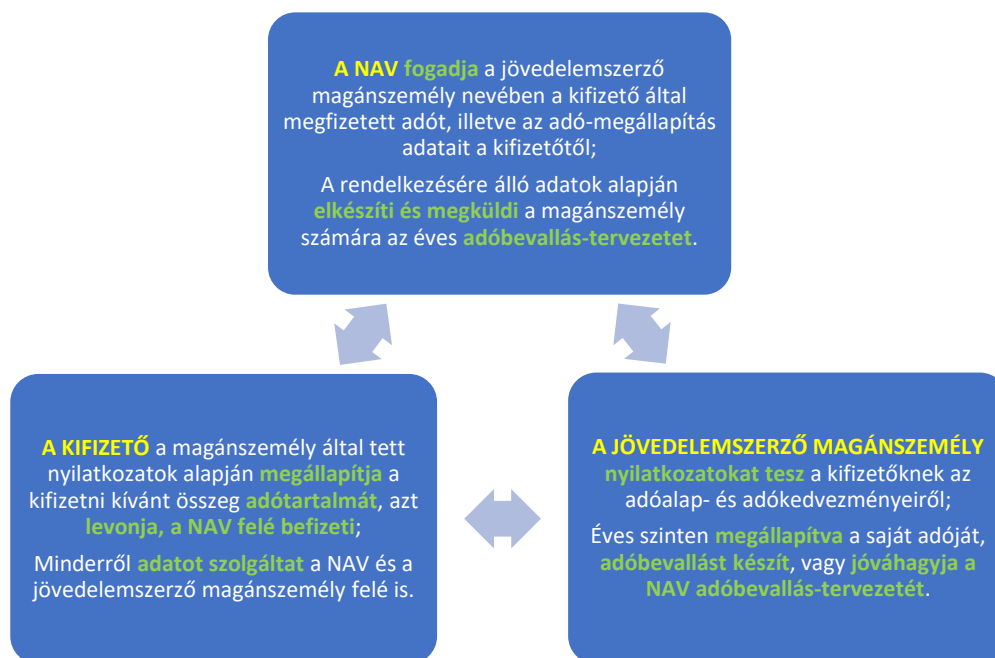 A NAV fogadja a jövedelemszerző
magánszemély nevében a kifizető által
megfizetett adót, illetve az adó-megállapítás
adatait a kifizetőtől;
A rendelkezésére álló adatok alapján
elkészíti és megküldi a magánszemély
számára az éves adóbevallás-tervezetet.
A KIFIZETŐ a magánszemély által tett
nyilatkozatok alapján megállapítja a
kifizetni kívánt összeg adótartalmát, azt
levonja, a NAV felé befizeti;
Minderről adatot szolgáltat a NAV és a
jövedelemszerző magánszemély felé is.
A JÖVEDELEMSZERZŐ MAGÁNSZEMÉLY
nyilatkozatokat tesz a kifizetőknek az
adóalap- és adókedvezményeiről;
Éves szinten megállapítva a saját adóját,
adóbevallást készít, vagy jóváhagyja a
NAV adóbevallás-tervezetét.